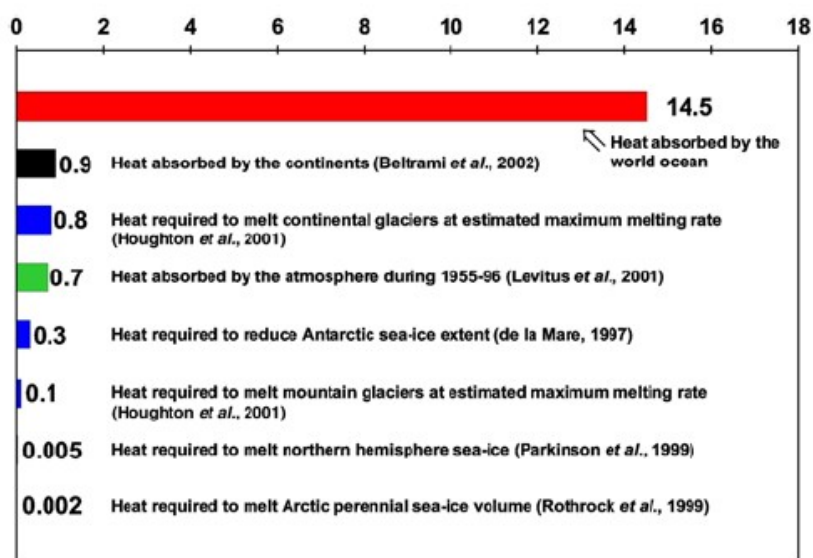 0 2 4 6 8 10 12 14 16 18
14.5
Heat absorbed by the
world ocean
0.9 Heat absorbed by the continents (Beltrami et al., 2002)
0.8 Heat required to melt continental glaciers at estimated maximum melting rate
(Houghton et al., 2001)
0.7 Heat absorbed by the atmosphere during 1955-96 (Levitus et al., 2001)
0.3 Heat required to reduce Antarctic sea-ice extent (de la Mare, 1997)
0.1 Heat required to melt mountain glaciers at estimated maximum melting rate
(Houghton et al., 2001)
0.005 Heat required to melt northern hemisphere sea-ice (Parkinson et al., 1999)
0.002 Heat required to melt Arctic perennial sea-ice volume (Rothrock et al., 1999)